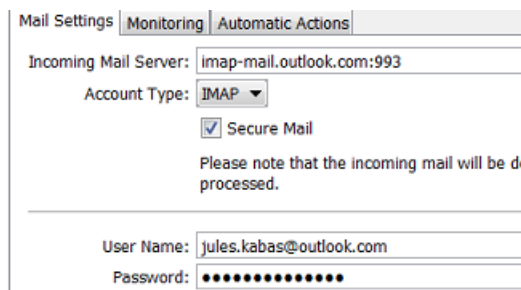 Mail Settings Monitoring Automatic Actions
Incoming Mail Server: imap-mail.outlook.com:993
Account Type: IMAP
Secure Mail
Please note that the incoming mail will be
processed.
User Name: jules.kabas@outlook.com
Password: ●●●●●●●●●●●●●●